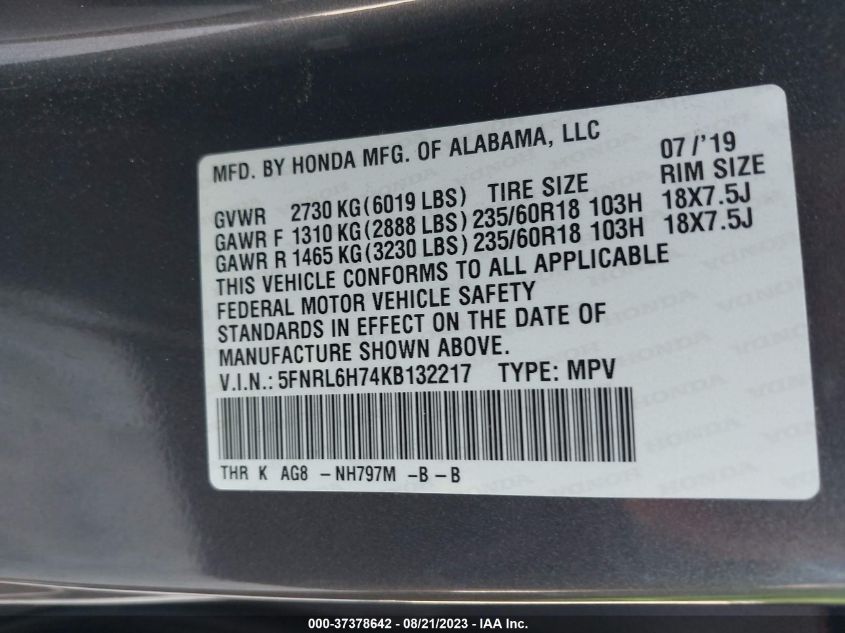 MFD. BY HONDA MFG. OF ALABAMA, LLC 07/'19
GVWR 2730 KG (6019 LBS) TIRE SIZE RIM SIZE
GAWR F 1310 KG (2888 LBS) 235/60R18 103H 18X7.5J
GAWR R 1465 KG (3230 LBS) 235/60R18 103H 18X7.5J
THIS VEHICLE CONFORMS TO ALL APPLICABLE
FEDERAL MOTOR VEHICLE SAFETY
STANDARDS IN EFFECT ON THE DATE OF
MANUFACTURE SHOWN ABOVE.
V.I.N.: 5FNRL6H74KB132217 TYPE: MPV
THR K AG8 -NH797M -B -B
000-37378642 - 08/21/2023 - IAA Inc.